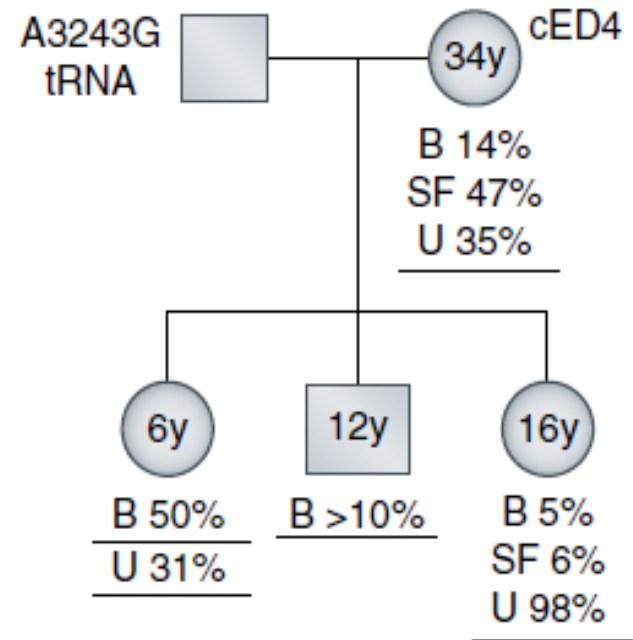 A3243G
tRNA
34y
cED4
B 14%
SF 47%
U 35%
6y
12y
16y
B 50%
U 31%
B >10%
B 5%
SF 6%
U 98%